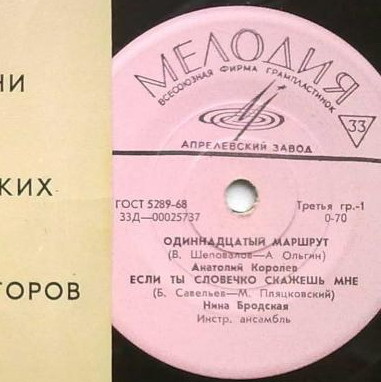 НИ
КИХ
ТОРОВ
МЕЛОДИЯ
ВСЕСОЮЗНАЯ ФИРМА ГРАМПЛАСТИНОК
33
АПРЕЛЕВСКИЙ ЗАВОД
ГОСТ 5289-68
33Д—00025737
Третья гр.-1
0-70
ОДИННАДЦАТЫЙ МАРШРУТ
(В. Шеповалов—А Ольгин)
Анатолий Королев
ЕСЛИ ТЫ СЛОВЕЧКО СКАЖЕШЬ МНЕ
(Б. Савельев—М. Пляцковский)
Нина Бродская
Инстр. ансамбль